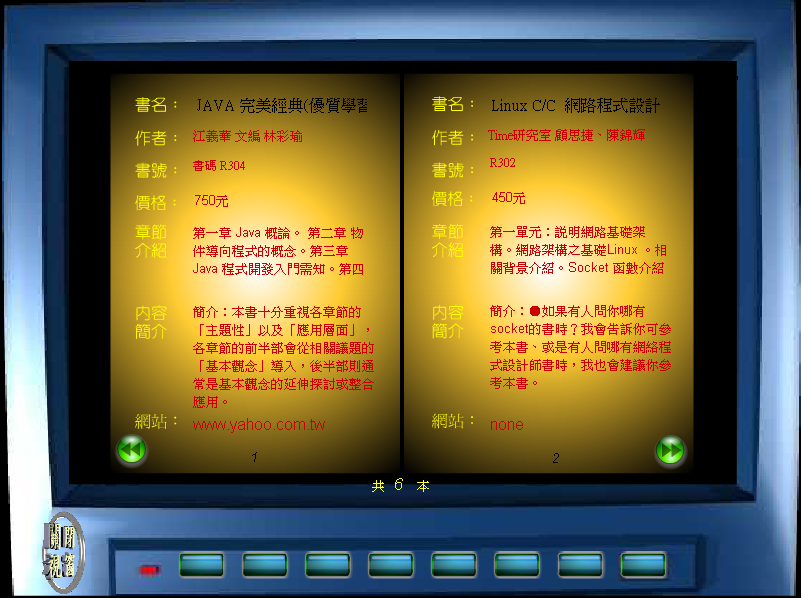 書名： JAVA 完美經典(優質學習
作者： 江義華 文編 林彩瑜
書號： 書碼 R304
價格： 750元
章節介紹
第一章 Java 概論。 第二章 物
件導向程式的概念。第三章
Java 程式開發入門需知。第四
內容簡介
簡介：本書十分重視各章節的
「主題性」以及「應用層面」，
各章節的前半部會從相關議題的
「基本觀念」導入，後半部則通
常是基本觀念的延伸探討或整合
應用。
網站： www.yahoo.com.tw
1
書名： Linux C/C 網路程式設計
作者： Time研究室 顧思捷、陳錦輝
書號： R302
價格： 450元
章節介紹
第一單元：說明網路基礎架
構。網路架構之基礎Linux 。相
關背景介紹。Socket 函數介紹
內容簡介
簡介：●如果有人問你哪有
socket的書時？我會告訴你可參
考本書、或是有人問哪有網絡程
式設計師書時，我也會建議你參
考本書。
網站： none
2
共 6 本
關閉
視窗